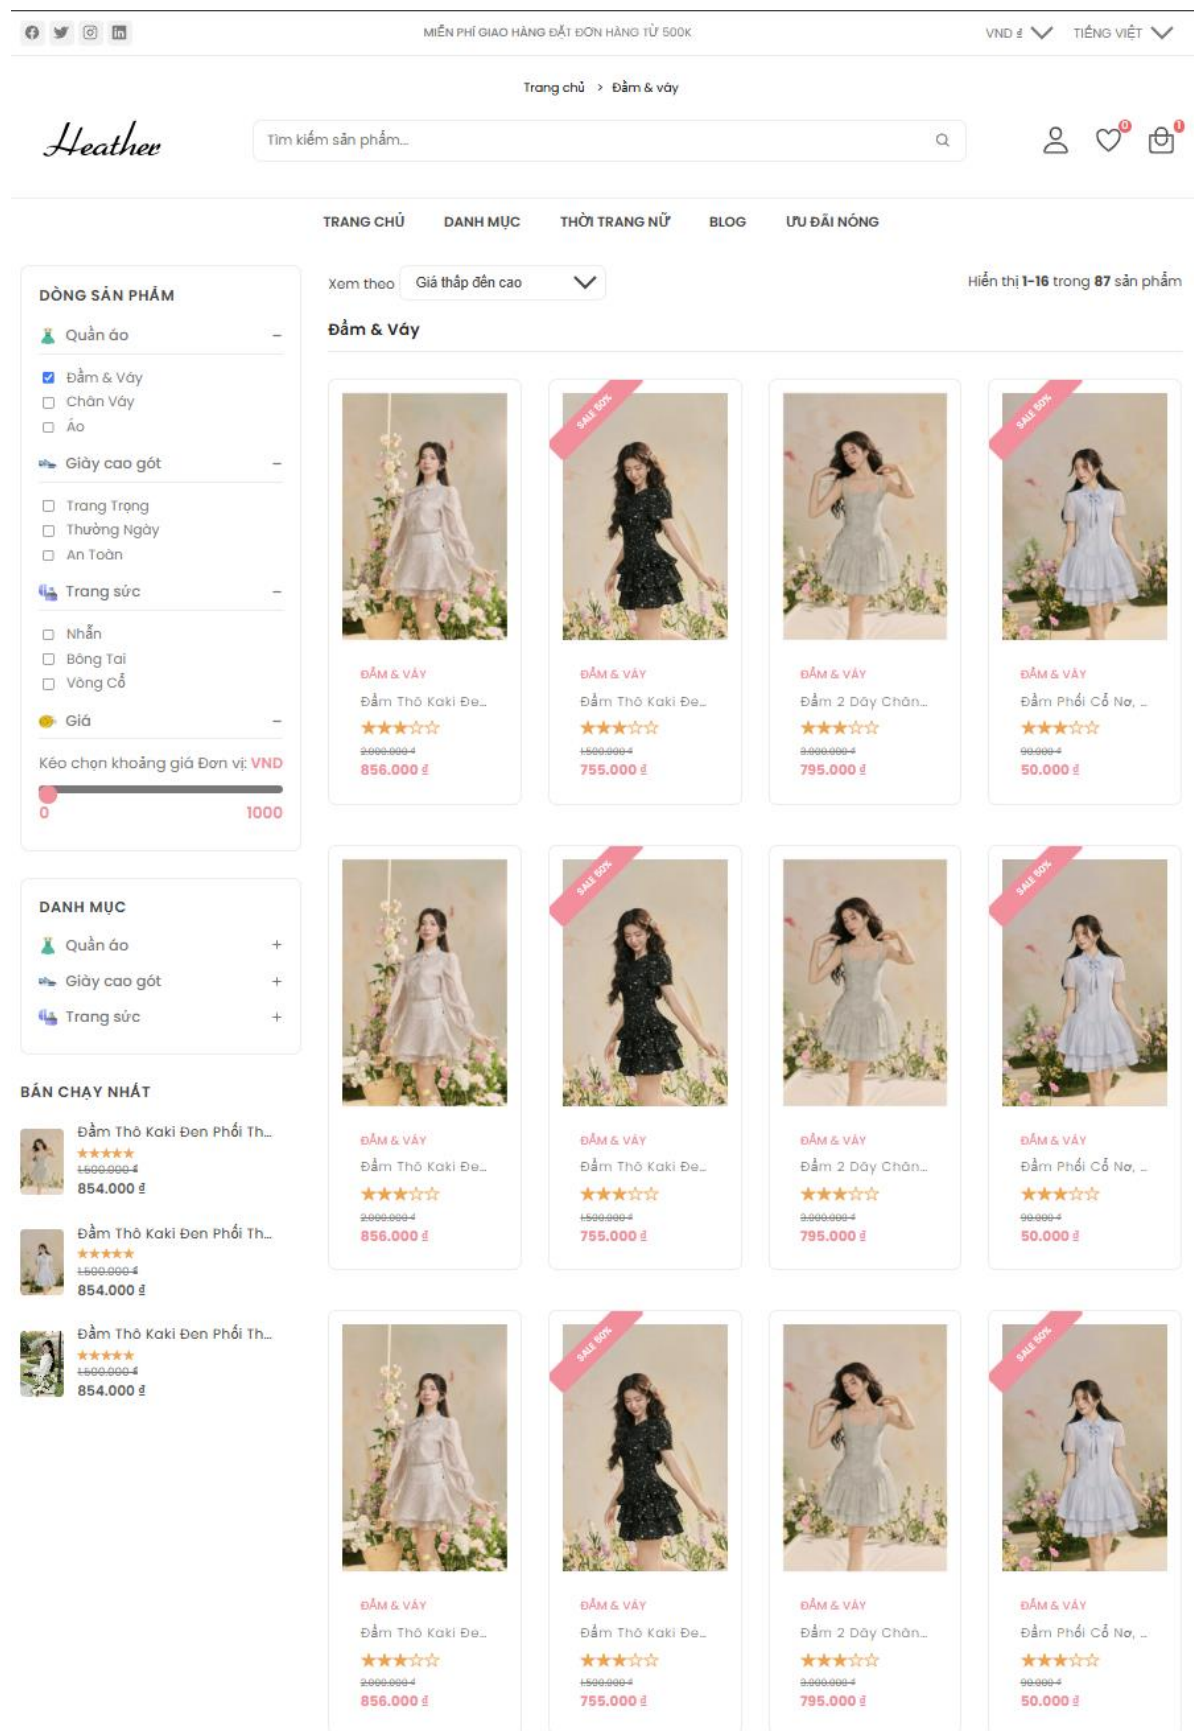 MIỄN PHÍ GIAO HÀNG ĐẶT ĐƠN HÀNG TỪ 500K
VND ₫
TIẾNG VIỆT
Trang chủ > Đầm & váy
Heather
Tìm kiếm sản phẩm...
0
1
TRANG CHỦ
DANH MỤC
THỜI TRANG NỮ
BLOG
ƯU ĐÃI NÓNG
DÒNG SẢN PHẨM
Quần áo −
Đầm & Váy
Chân Váy
Áo
Giày cao gót −
Trang Trọng
Thường Ngày
An Toàn
Trang sức −
Nhẫn
Bông Tai
Vòng Cổ
Giá −
Kéo chọn khoảng giá Đơn vị: VND
0 1000
DANH MỤC
Quần áo +
Giày cao gót +
Trang sức +
BÁN CHẠY NHẤT
Đầm Thô Kaki Đen Phối Th...
1.500.000 ₫
854.000 ₫
Đầm Thô Kaki Đen Phối Th...
1.500.000 ₫
854.000 ₫
Đầm Thô Kaki Đen Phối Th...
1.500.000 ₫
854.000 ₫
Xem theo Giá thấp đến cao
Hiển thị 1-16 trong 87 sản phẩm
Đầm & Váy
ĐẦM & VÁY
Đầm Thô Kaki Đe...
2.000.000 ₫
856.000 ₫
SALE 50%
ĐẦM & VÁY
Đầm Thô Kaki Đe...
1.500.000 ₫
755.000 ₫
ĐẦM & VÁY
Đầm 2 Dây Chân...
3.000.000 ₫
795.000 ₫
SALE 50%
ĐẦM & VÁY
Đầm Phối Cổ Nơ, ...
90.000 ₫
50.000 ₫
ĐẦM & VÁY
Đầm Thô Kaki Đe...
2.000.000 ₫
856.000 ₫
SALE 50%
ĐẦM & VÁY
Đầm Thô Kaki Đe...
1.500.000 ₫
755.000 ₫
ĐẦM & VÁY
Đầm 2 Dây Chân...
3.000.000 ₫
795.000 ₫
SALE 50%
ĐẦM & VÁY
Đầm Phối Cổ Nơ, ...
90.000 ₫
50.000 ₫
ĐẦM & VÁY
Đầm Thô Kaki Đe...
2.000.000 ₫
856.000 ₫
SALE 50%
ĐẦM & VÁY
Đầm Thô Kaki Đe...
1.500.000 ₫
755.000 ₫
ĐẦM & VÁY
Đầm 2 Dây Chân...
3.000.000 ₫
795.000 ₫
SALE 50%
ĐẦM & VÁY
Đầm Phối Cổ Nơ, ...
90.000 ₫
50.000 ₫